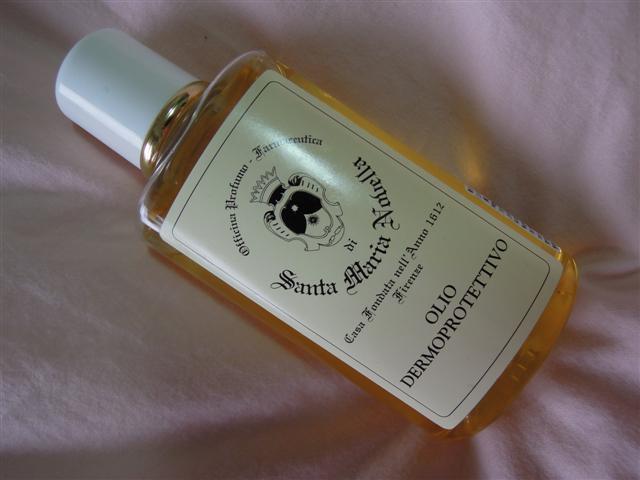 Officina Profumo - Farmaceutica
di
Santa Maria Novella
Casa Fondata nell'Anno 1612
Firenze
OLIO
DERMOPROTETTIVO